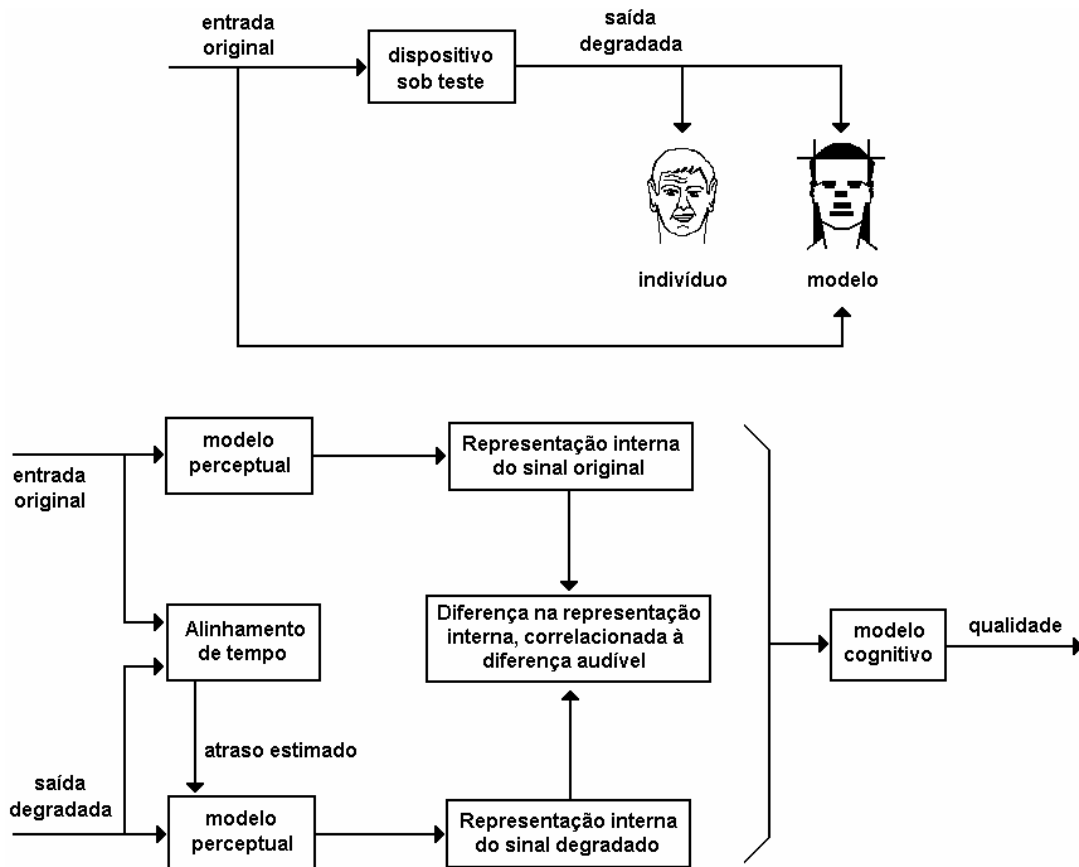 entrada
original
dispositivo
sob teste
saída
degradada
indivíduo
modelo
entrada
original
modelo
perceptual
Representação interna
do sinal original
Alinhamento
de tempo
Diferença na representação
interna, correlacionada à
diferença audível
modelo
cognitivo
qualidade
atraso estimado
saída
degradada
modelo
perceptual
Representação interna
do sinal degradado